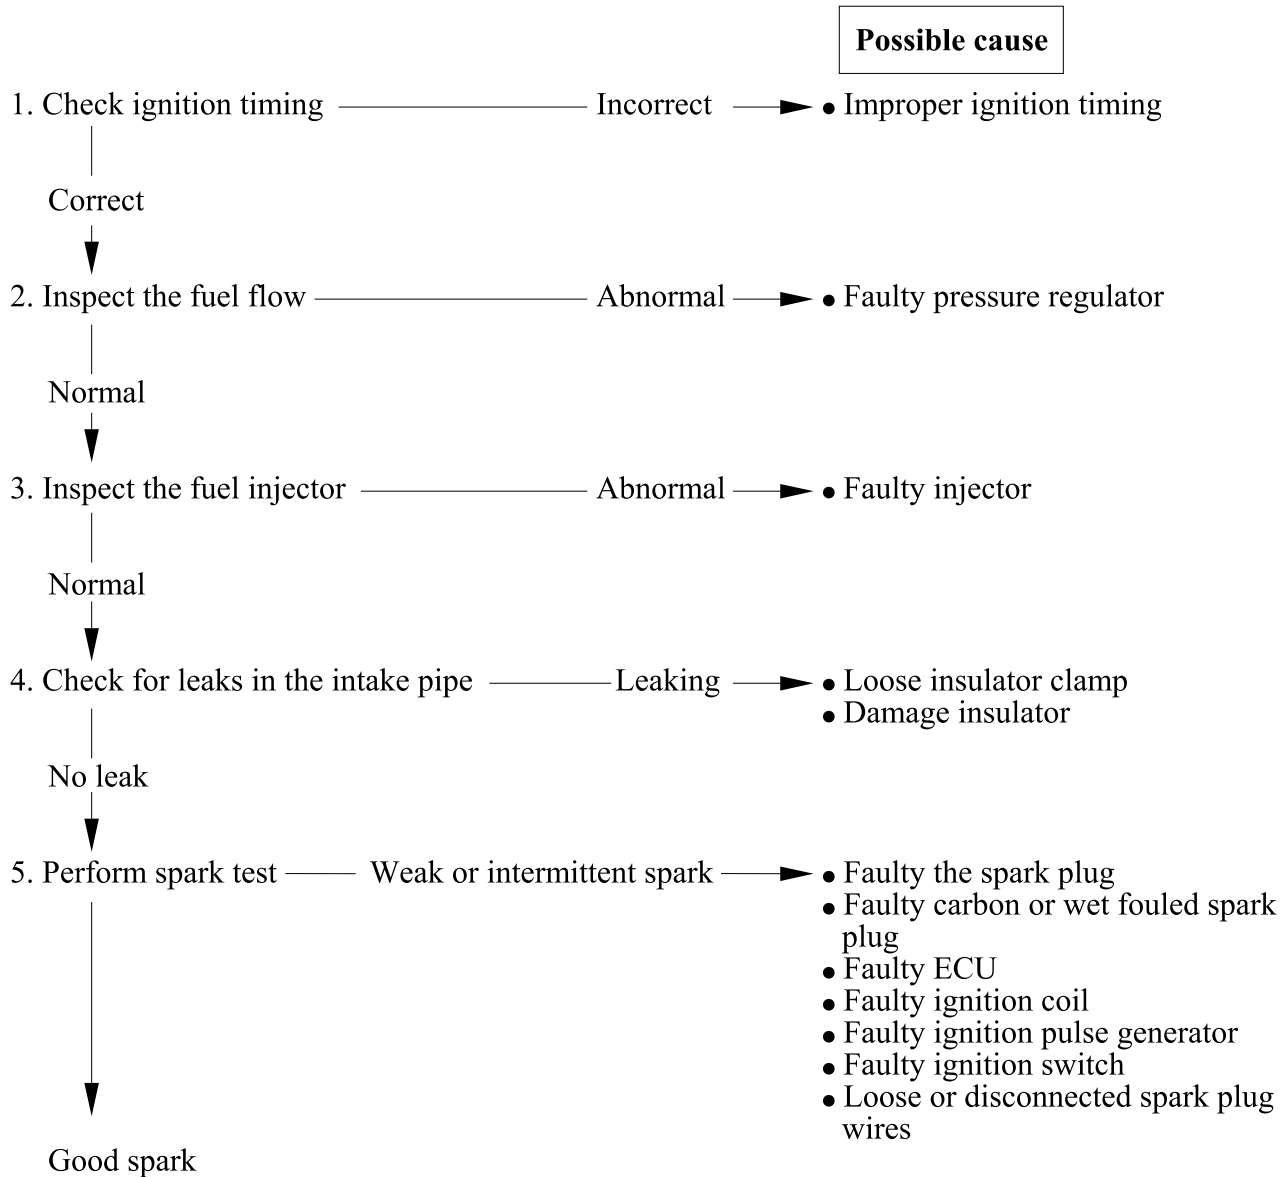 Possible cause
1. Check ignition timing Incorrect ● Improper ignition timing
Correct
2. Inspect the fuel flow Abnormal ● Faulty pressure regulator
Normal
3. Inspect the fuel injector Abnormal ● Faulty injector
Normal
4. Check for leaks in the intake pipe Leaking ● Loose insulator clamp
● Damage insulator
No leak
5. Perform spark test Weak or intermittent spark ● Faulty the spark plug
● Faulty carbon or wet fouled spark
plug
● Faulty ECU
● Faulty ignition coil
● Faulty ignition pulse generator
● Faulty ignition switch
● Loose or disconnected spark plug
wires
Good spark